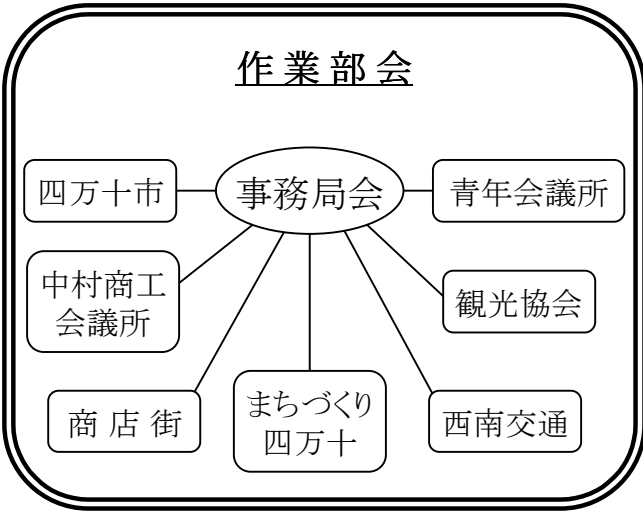 作業部会
四万十市
事務局会
青年会議所
中村商工
会議所
観光協会
商店街
まちづくり
四万十
西南交通